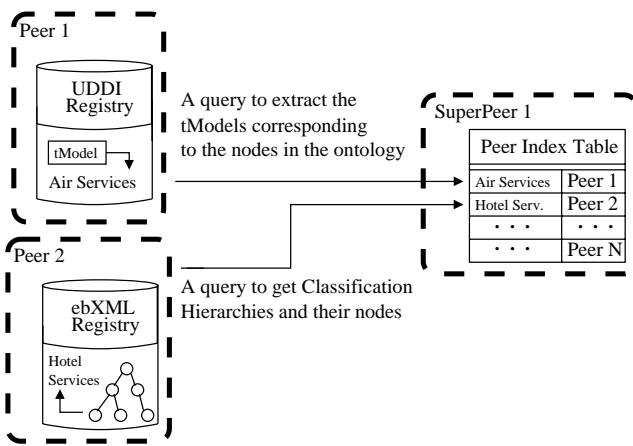 Peer 1
UDDI
Registry
tModel
Air Services
A query to extract the
tModels corresponding
to the nodes in the ontology
SuperPeer 1
Peer Index Table
Air Services Peer 1
Hotel Serv. Peer 2
. . . . . .
. . . Peer N
Peer 2
ebXML
Registry
Hotel
Services
A query to get Classification
Hierarchies and their nodes